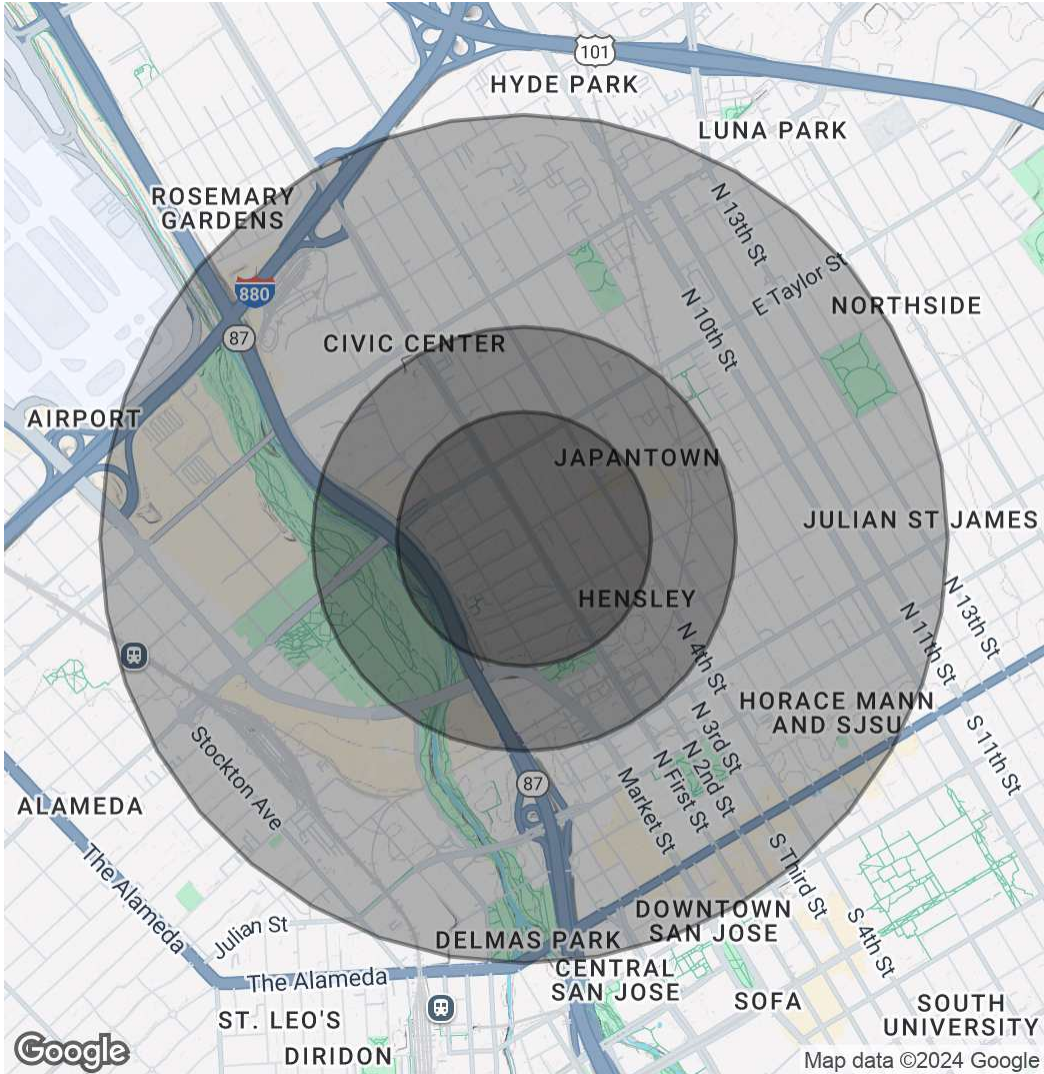 101
HYDE PARK
LUNA PARK
ROSEMARY
GARDENS
N 13th St
E Taylor St
880
NORTHSIDE
N 10th St
87
CIVIC CENTER
AIRPORT
JAPANTOWN
JULIAN ST JAMES
HENSLEY
N 13th St
N 11th St
N 4th St
HORACE MANN
AND SJSU
N 3rd St
S 11th St
N 2nd St
N First St
Stockton Ave
87
Market St
ALAMEDA
The Alameda
S Third St
DOWNTOWN
SAN JOSE
S 4th St
Julian St
DELMAS PARK
CENTRAL
SAN JOSE
The Alameda
SOFA
SOUTH
UNIVERSITY
ST. LEO'S
DIRIDON
Google
Map data ©2024 Google